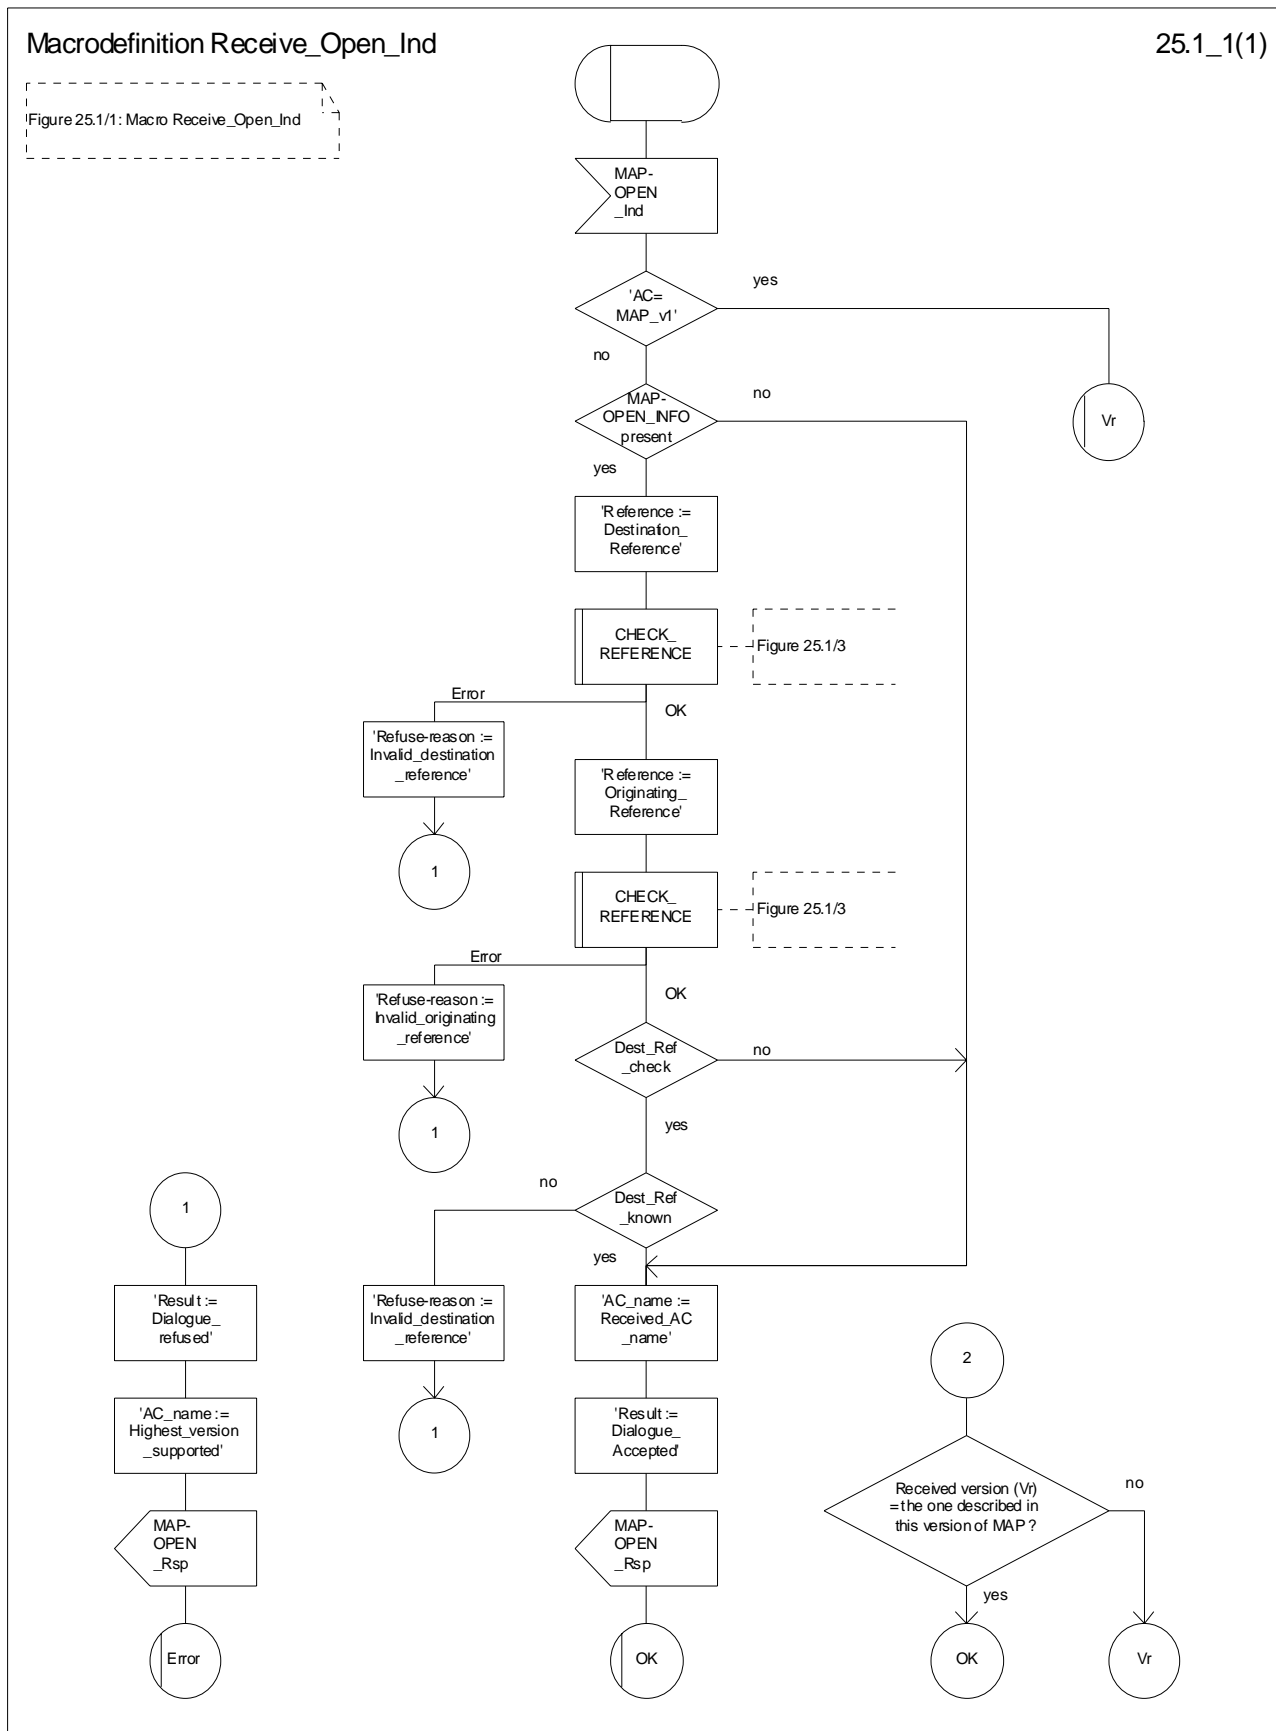 Macrodefinition Receive_Open_Ind
25.1_1(1)
Figure 25.1/1: Macro Receive_Open_Ind
MAP-
OPEN
_Ind
'AC=
MAP_v1'
yes
no
Vr
MAP-
OPEN_INFO
present
no
yes
'Reference :=
Destination_
Reference'
CHECK_
REFERENCE
Figure 25.1/3
Error
OK
'Refuse-reason :=
Invalid_destination
_reference'
1
'Reference :=
Originating_
Reference'
CHECK_
REFERENCE
Figure 25.1/3
Error
OK
'Refuse-reason :=
Invalid_originating
_reference'
1
Dest_Ref
_check
no
yes
Dest_Ref
_known
no
yes
'Refuse-reason :=
Invalid_destination
_reference'
1
1
'Result :=
Dialogue_
refused'
'AC_name :=
Highest_version
_supported'
MAP-
OPEN
_Rsp
Error
'AC_name :=
Received_AC
_name'
'Result :=
Dialogue_
Accepted'
MAP-
OPEN
_Rsp
OK
2
Received version (Vr)
=the one described in
this version of MAP?
no
yes
OK
Vr